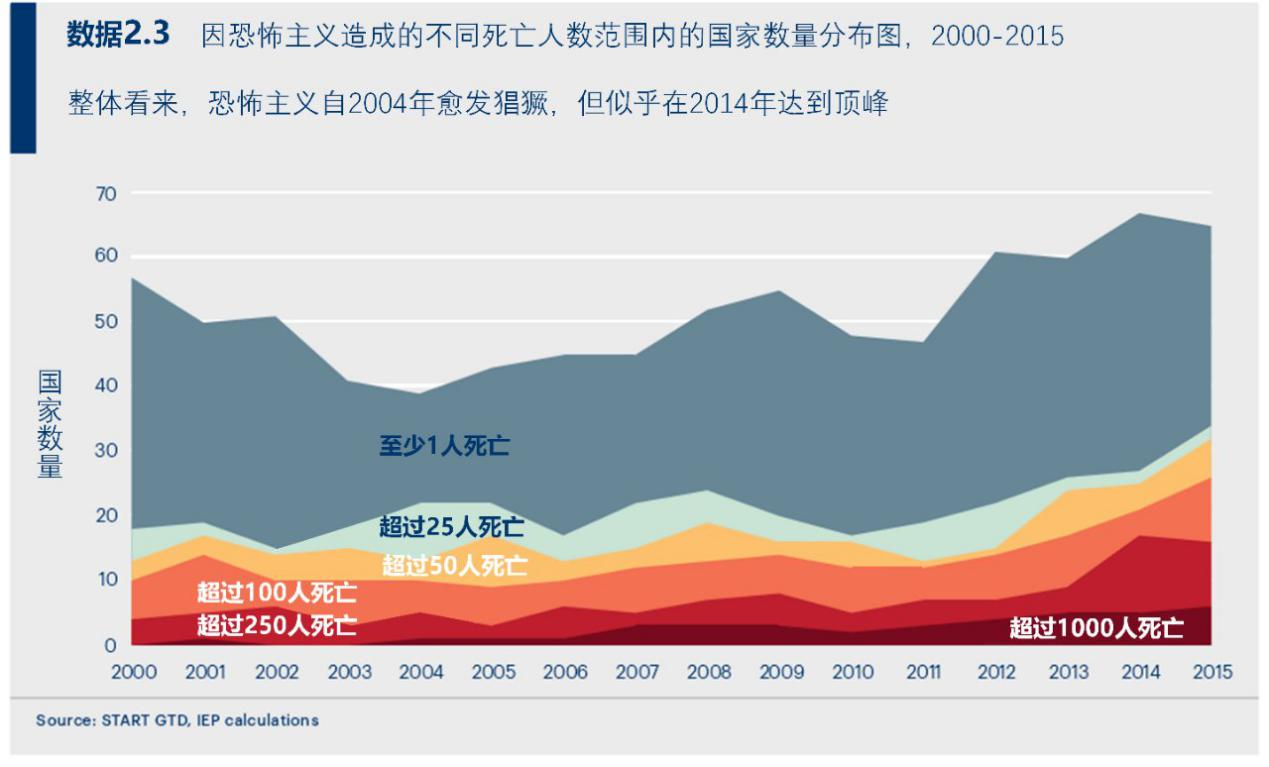 数据2.3 因恐怖主义造成的不同死亡人数范围内的国家数量分布图，2000-2015
整体看来，恐怖主义自2004年愈发猖獗，但似乎在2014年达到顶峰
70
60
50
40
30
20
10
0
国家数量
至少1人死亡
超过25人死亡
超过50人死亡
超过100人死亡
超过250人死亡
超过1000人死亡
2000 2001 2002 2003 2004 2005 2006 2007 2008 2009 2010 2011 2012 2013 2014 2015
Source: START GTD, IEP calculations